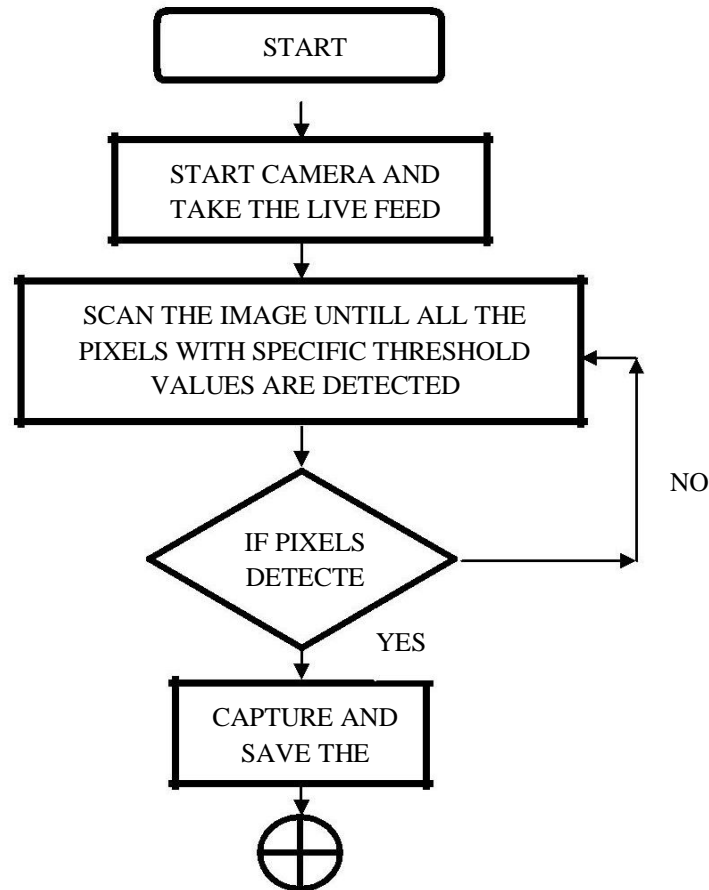 START
START CAMERA AND
TAKE THE LIVE FEED
SCAN THE IMAGE UNTILL ALL THE
PIXELS WITH SPECIFIC THRESHOLD
VALUES ARE DETECTED
NO
IF PIXELS
DETECTE
YES
CAPTURE AND
SAVE THE